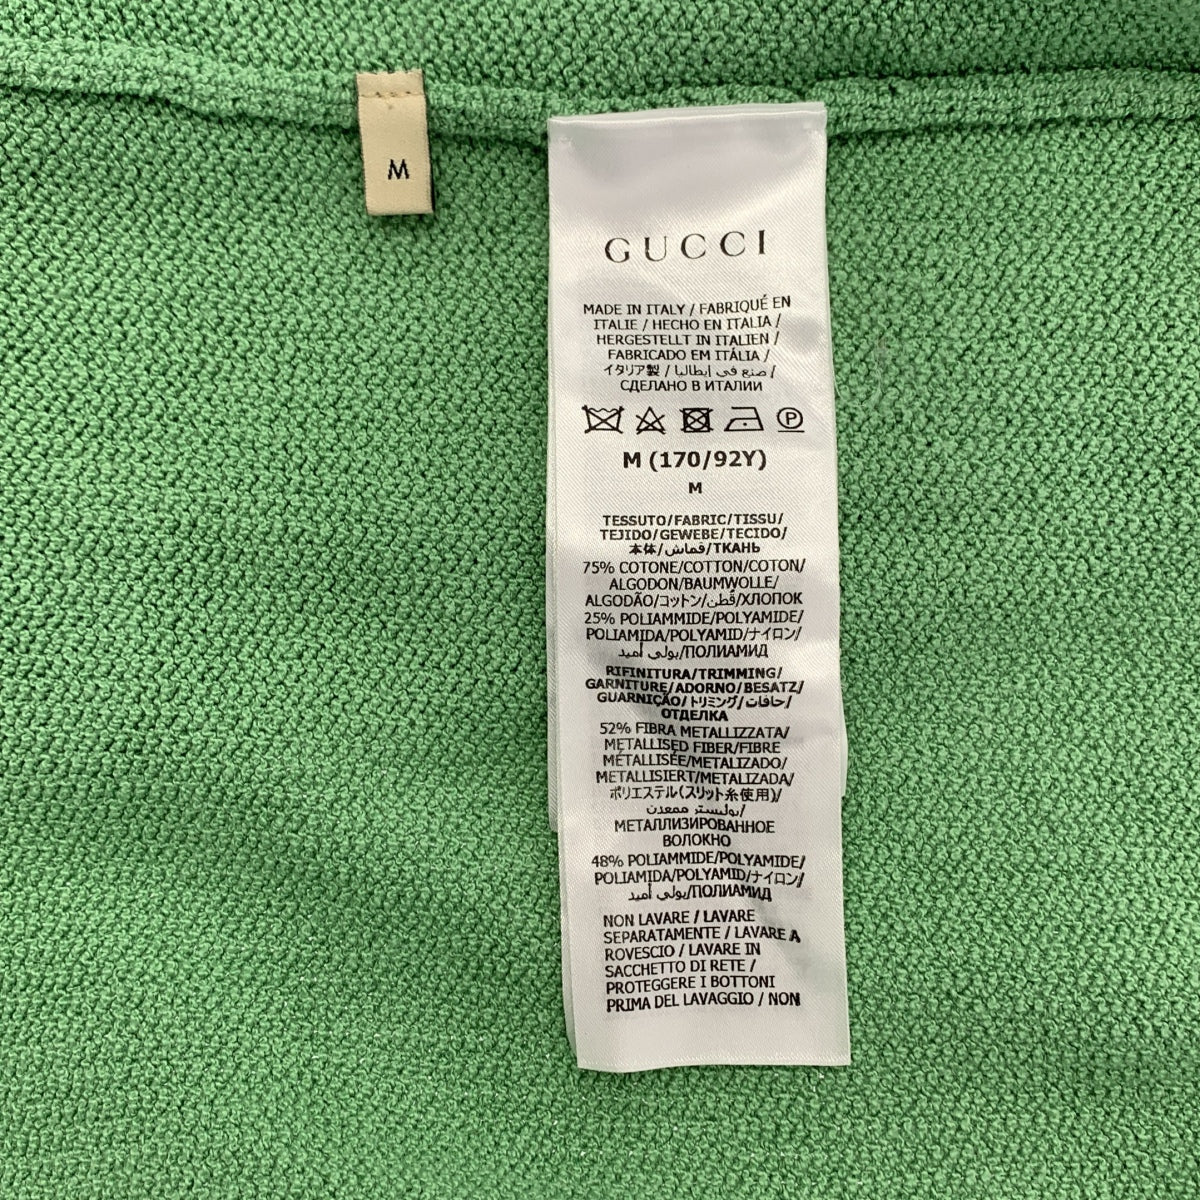 M
GUCCI
MADE IN ITALY / FABRIQUÉ EN
ITALIE / HECHO EN ITALIA /
HERGESTELLT IN ITALIEN /
FABRICADO EM ITÁLIA /
イタリア製 / صنع في إيطاليا /
СДЕЛАНО В ИТАЛИИ
P
M (170/92Y)
M
TESSUTO/FABRIC/TISSU/
TEJIDO/GEWEBE/TECIDO/
本体/قماش/ТКАНЬ
75% COTONE/COTTON/COTON/
ALGODON/BAUMWOLLE/
ALGODÃO/コットン/قطن/ХЛОПОК
25% POLIAMMIDE/POLYAMIDE/
POLIAMIDA/POLYAMID/ナイロン/
بولي أميد/ПОЛИАМИД
RIFINITURA/TRIMMING/
GARNITURE/ADORNO/BESATZ/
GUARNIÇÃO/トリミング/حافات/
ОТДЕЛКА
52% FIBRA METALLIZZATA/
METALLISED FIBER/FIBRE
MÉTALLISÉE/METALIZADO/
METALLISIERT/METALIZADA/
ポリエステル(スリット糸使用)/
بوليستر ممعدن/
МЕТАЛЛИЗИРОВАННОЕ
ВОЛОКНО
48% POLIAMMIDE/POLYAMIDE/
POLIAMIDA/POLYAMID/ナイロン/
بولي أميد/ПОЛИАМИД
NON LAVARE / LAVARE
SEPARATAMENTE / LAVARE A
ROVESCIO / LAVARE IN
SACCHETTO DI RETE /
PROTEGGERE I BOTTONI
PRIMA DEL LAVAGGIO / NON